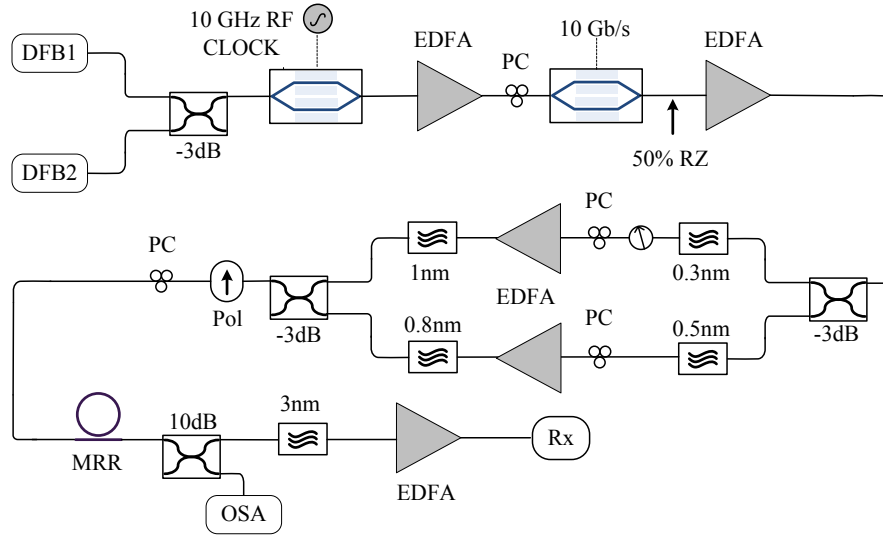 10 GHz RF
CLOCK
DFB1
EDFA
PC
10 Gb/s
EDFA
-3dB
DFB2
50% RZ
PC
Pol
-3dB
1nm
EDFA
PC
0.3nm
0.8nm
PC
0.5nm
-3dB
MRR
10dB
OSA
3nm
EDFA
Rx